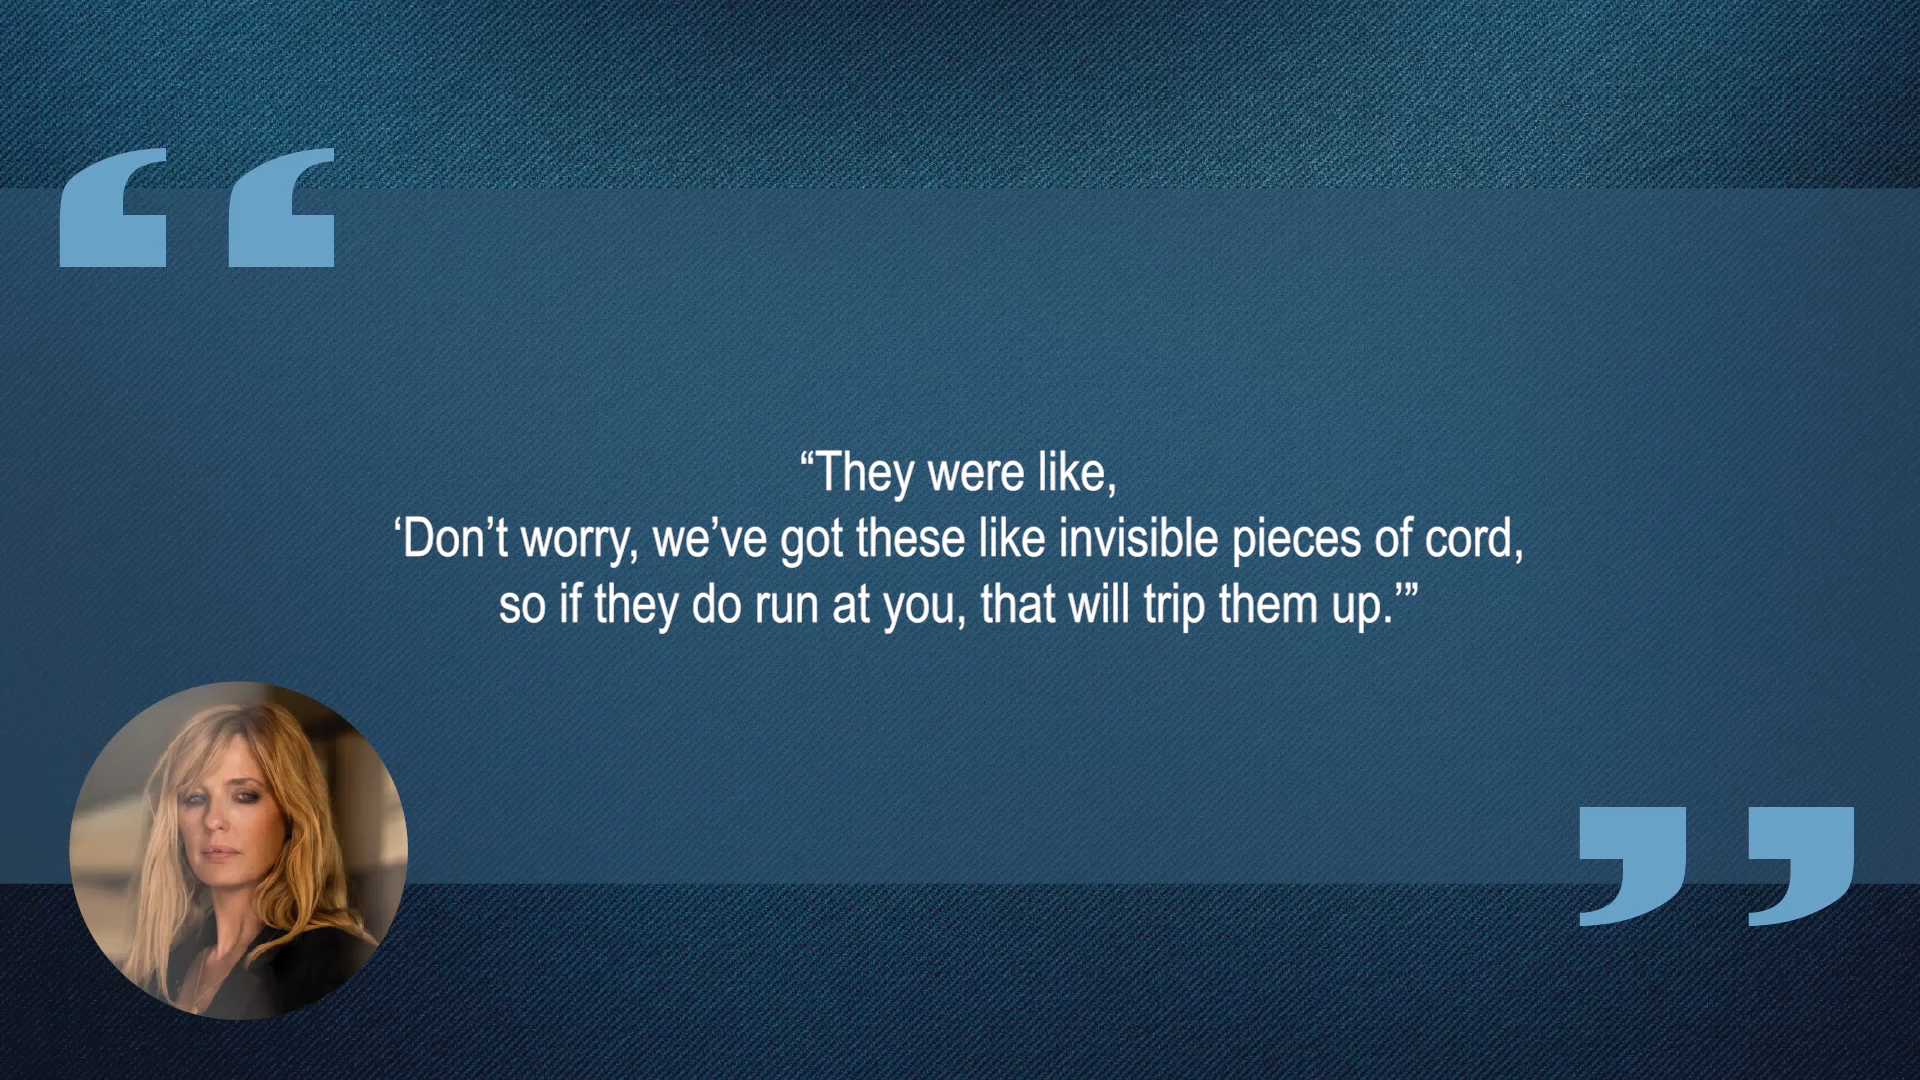 “They were like,
‘Don’t worry, we’ve got these like invisible pieces of cord,
so if they do run at you, that will trip them up.’”